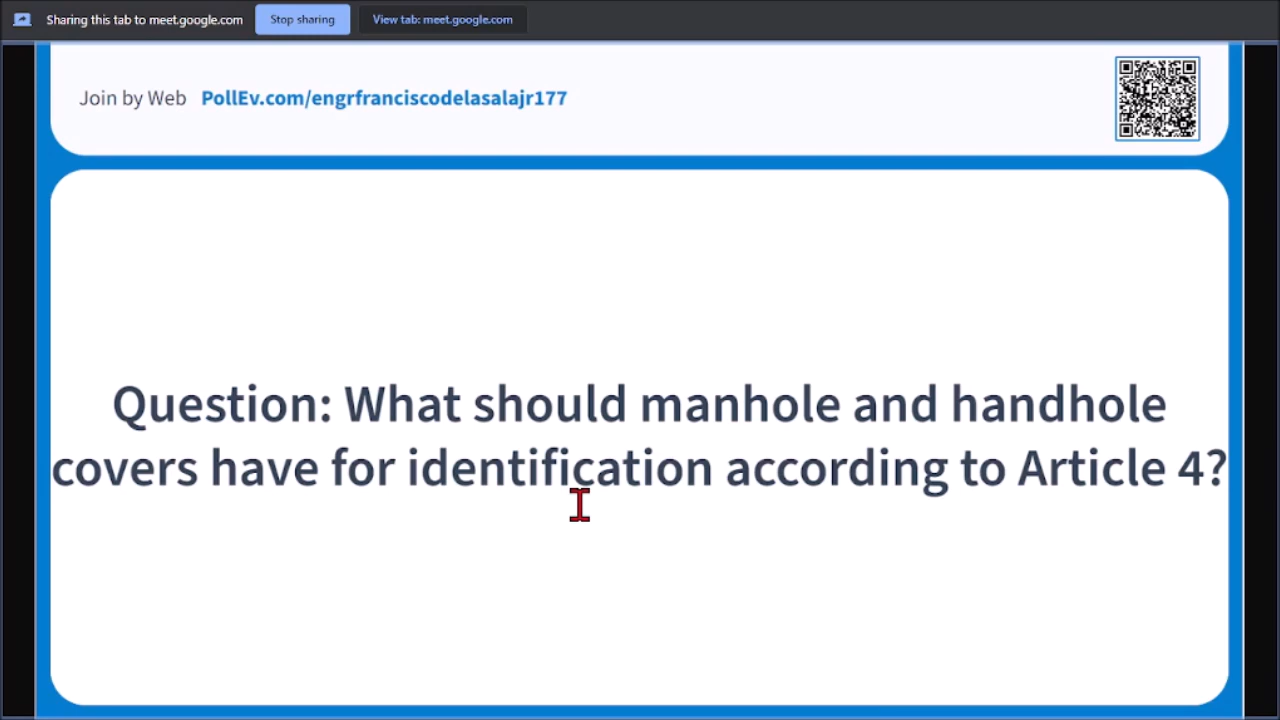 Sharing this tab to meet.google.com Stop sharing View tab: meet.google.com
Join by Web PollEv.com/engrfranciscodelasalajr177
Question: What should manhole and handhole
covers have for identification according to Article 4?